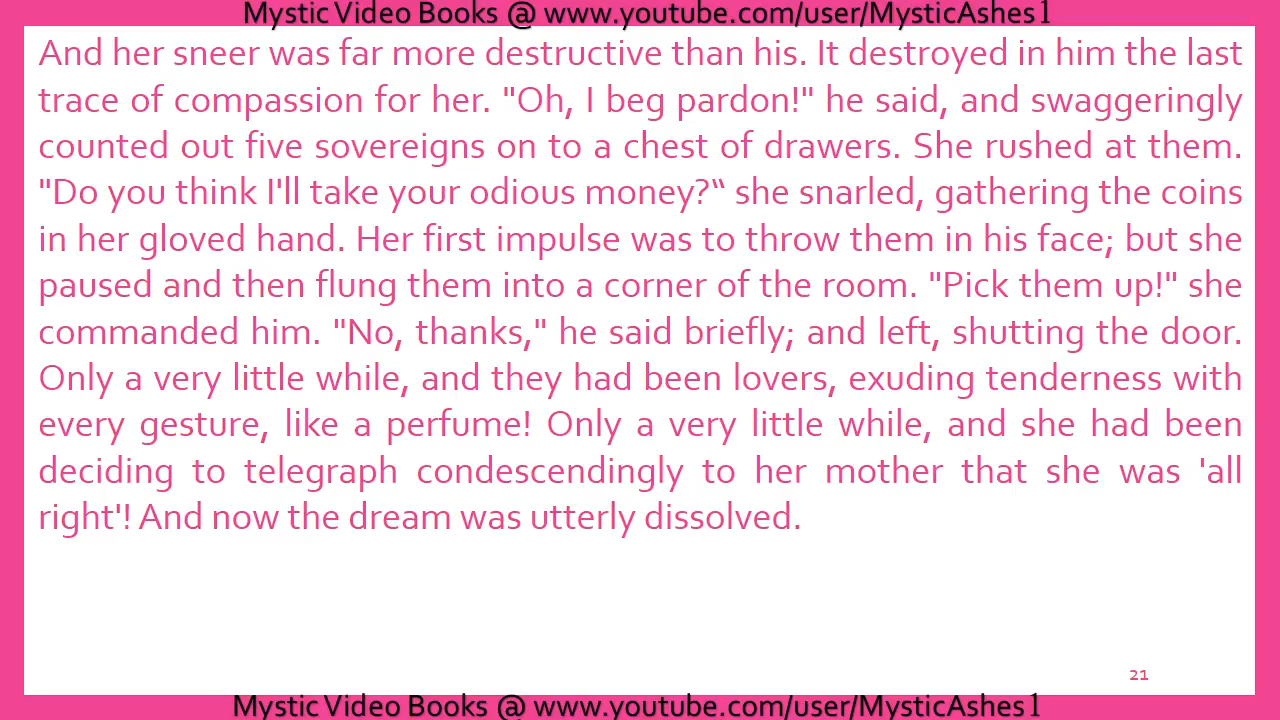 Mystic Video Books @ www.youtube.com/user/MysticAshes1
And her sneer was far more destructive than his. It destroyed in him the last
trace of compassion for her. "Oh, I beg pardon!" he said, and swaggeringly
counted out five sovereigns on to a chest of drawers. She rushed at them.
"Do you think I'll take your odious money?“ she snarled, gathering the coins
in her gloved hand. Her first impulse was to throw them in his face; but she
paused and then flung them into a corner of the room. "Pick them up!" she
commanded him. "No, thanks," he said briefly; and left, shutting the door.
Only a very little while, and they had been lovers, exuding tenderness with
every gesture, like a perfume! Only a very little while, and she had been
deciding to telegraph condescendingly to her mother that she was 'all
right'! And now the dream was utterly dissolved.
21
Mystic Video Books @ www.youtube.com/user/MysticAshes1